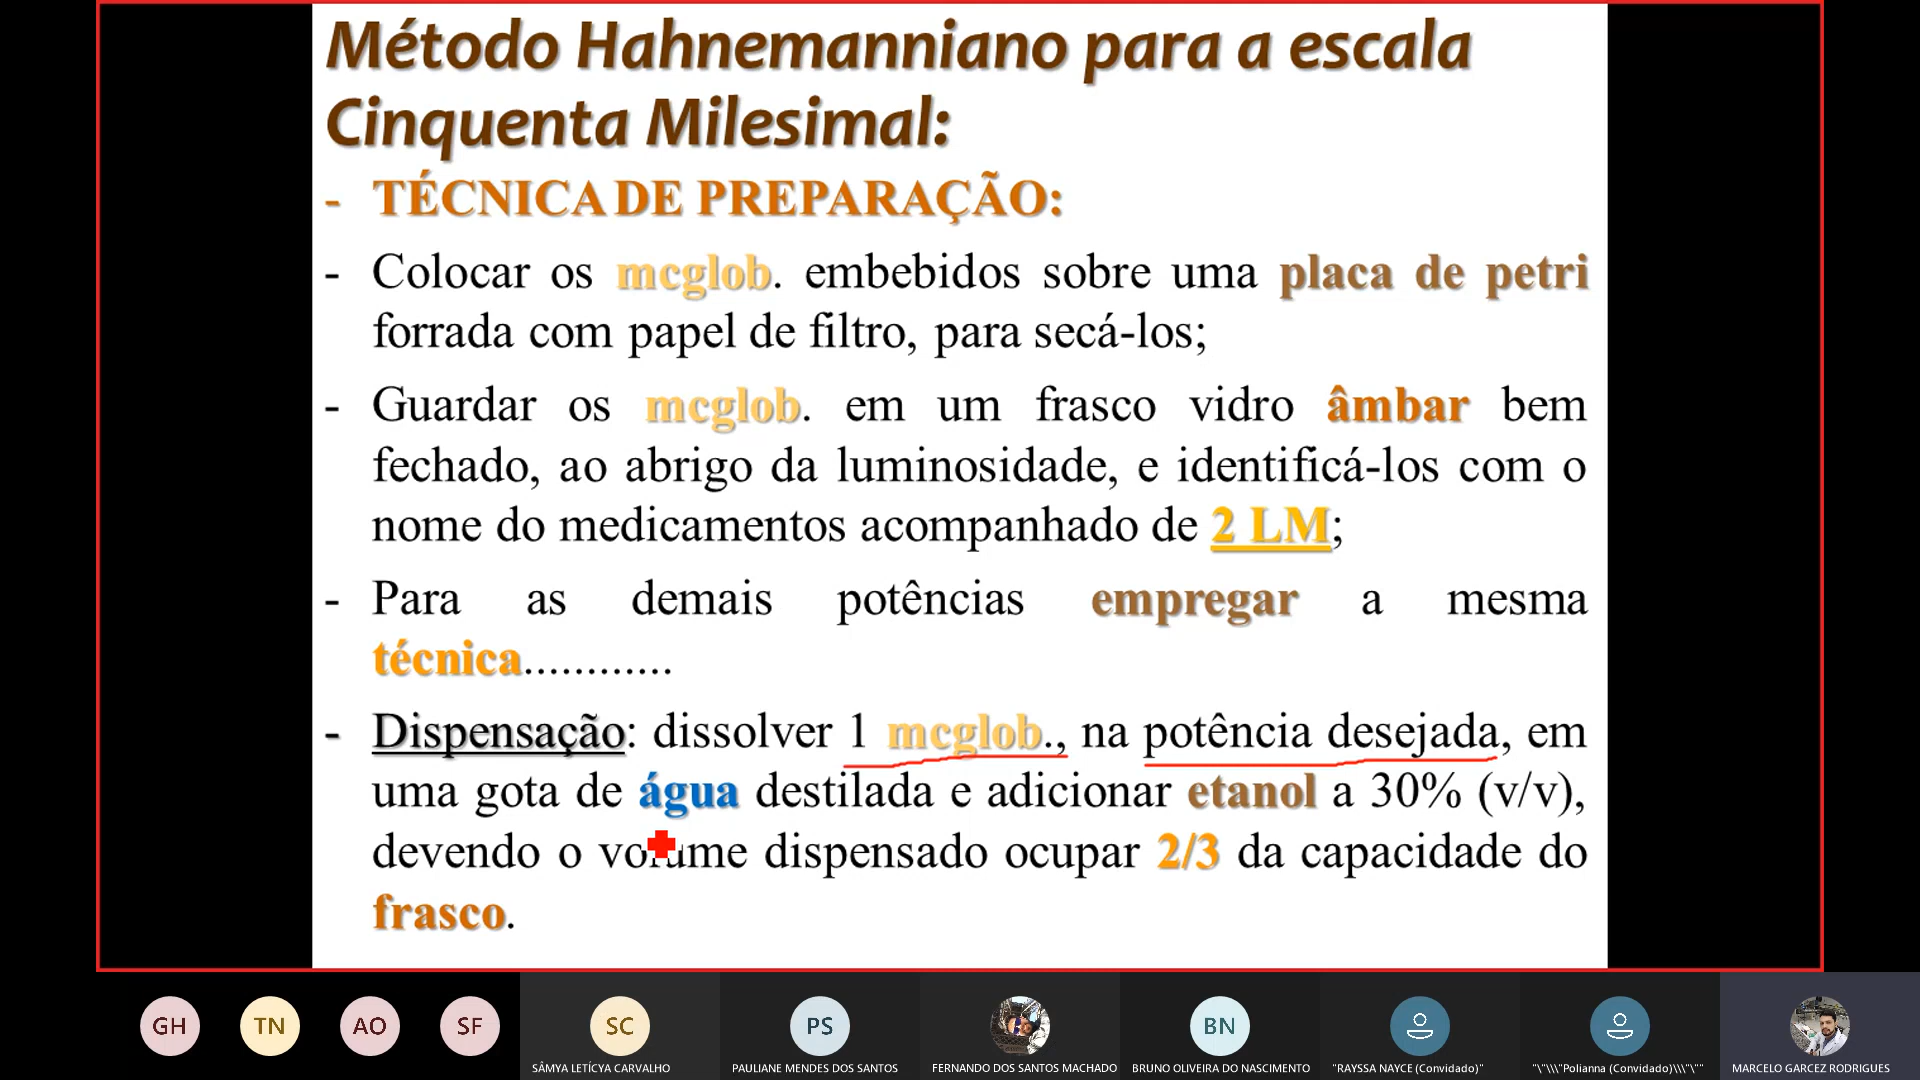 Método Hahnemanniano para a escala
Cinquenta Milesimal:
- TÉCNICA DE PREPARAÇÃO:
- Colocar os mcglob. embebidos sobre uma placa de petri
forrada com papel de filtro, para secá-los;
- Guardar os mcglob. em um frasco vidro âmbar bem
fechado, ao abrigo da luminosidade, e identificá-los com o
nome do medicamentos acompanhado de 2 LM;
- Para as demais potências empregar a mesma
técnica............
- Dispensação: dissolver 1 mcglob., na potência desejada, em
uma gota de água destilada e adicionar etanol a 30% (v/v),
devendo o volume dispensado ocupar 2/3 da capacidade do
frasco.
GH TN AO SF SC PS BN
SÂMYA LETÍCYA CARVALHO PAULIANE MENDES DOS SANTOS FERNANDO DOS SANTOS MACHADO BRUNO OLIVEIRA DO NASCIMENTO "RAYSSA NAYCE (Convidado)" "\"\\\"Polianna (Convidado)\\\"\"" MARCELO GARCEZ RODRIGUES